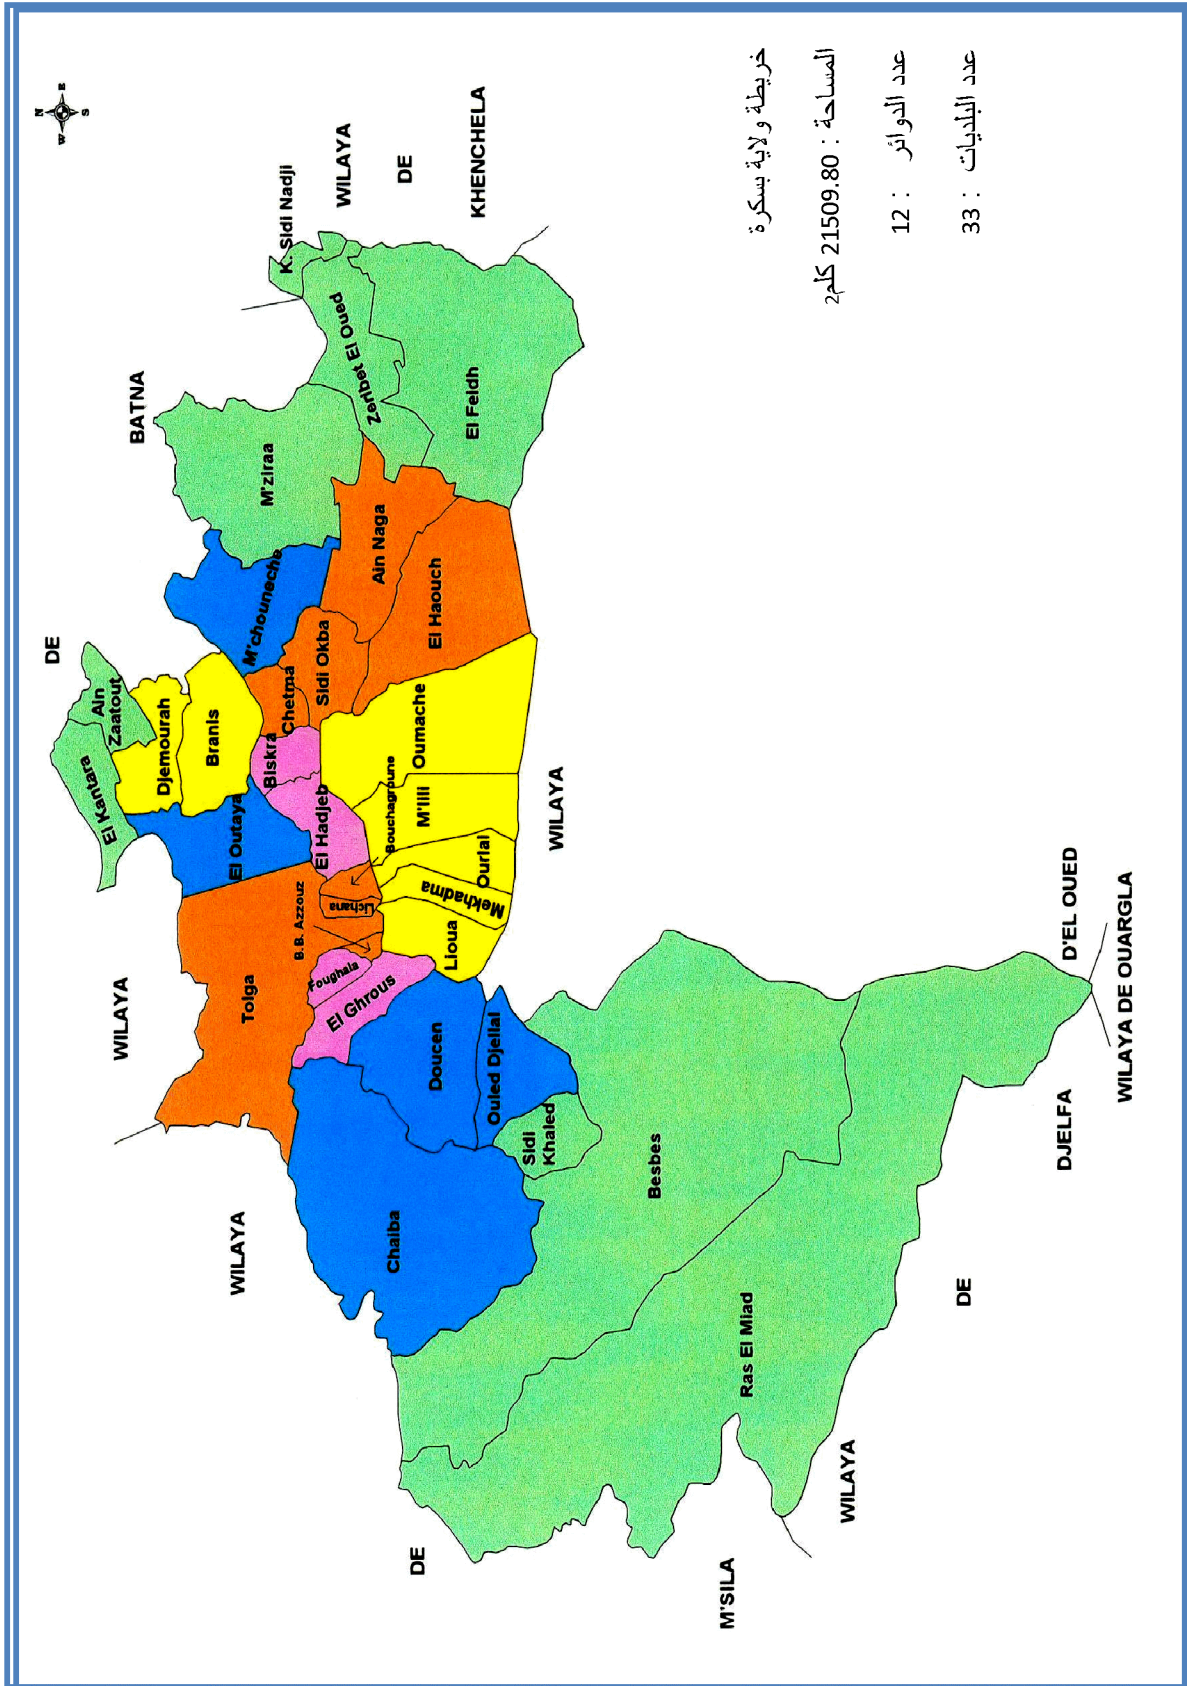 خريطة ولاية بسكرة
المساحة : 21509.80 كلم2
عدد الدوائر : 12
عدد البلديات : 33
N
E
S
W
WILAYA
DE
BATNA
WILAYA
DE
KHENCHELA
WILAYA
DE
M'SILA
WILAYA
DE
DJELFA
WILAYA DE OUARGLA
WILAYA
D'EL OUED
El Kantara
Ain
Zaatout
Djemourah
Branis
El Outaya
M'chouneche
M'ziraa
K. Sidi Nadji
Zeribet El Oued
El Feidh
Ain Naga
El Haouch
Sidi Okba
Chetma
Biskra
El Hadjeb
Oumache
Bouchagroune
M'lili
Ourlal
Mekhadma
Lioua
Lichana
B.B. Azzouz
Tolga
Foughala
El Ghrous
Doucen
Ouled Djellal
Chaiba
Sidi
Khaled
Besbes
Ras El Miad